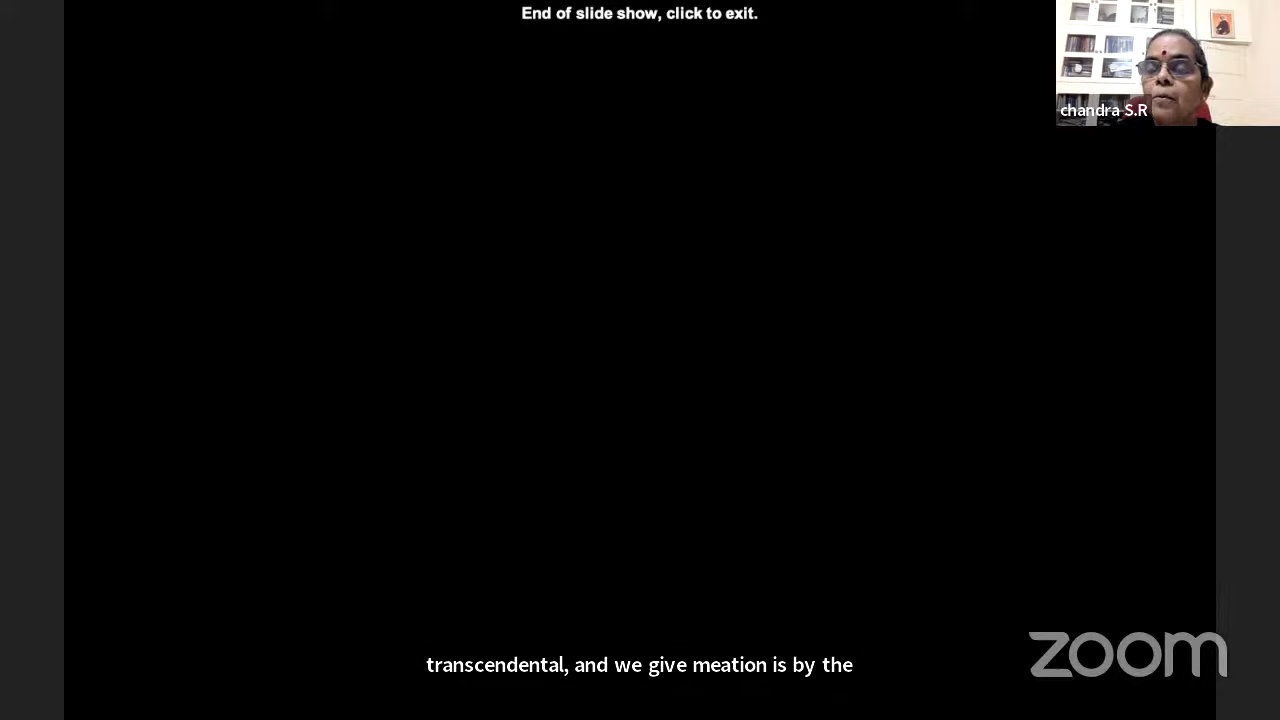 End of slide show, click to exit.
chandra S.R
transcendental, and we give meation is by the
zoom